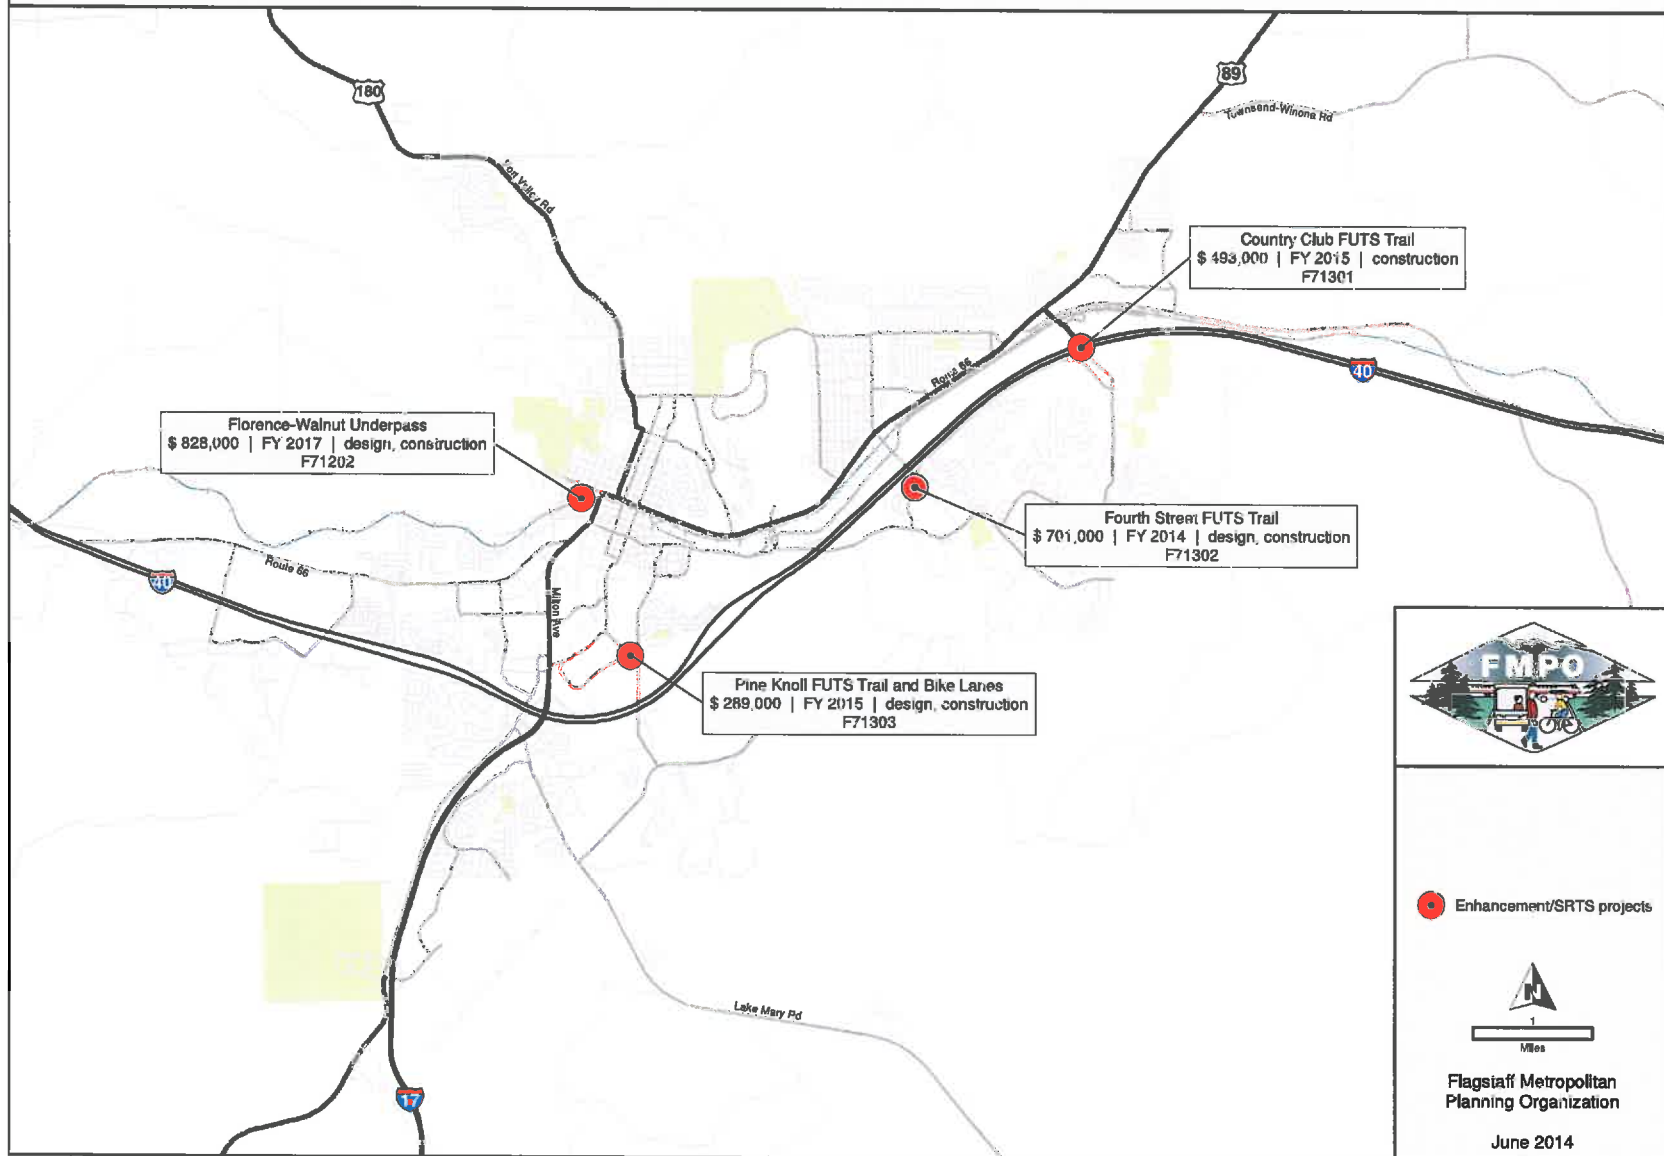 180
89
Townsend-Winona Rd
Fort Valley Rd
Country Club FUTS Trail
$ 493,000 | FY 2015 | construction
F71301
Route 66
40
Florence-Walnut Underpass
$ 828,000 | FY 2017 | design, construction
F71202
Fourth Street FUTS Trail
$ 701,000 | FY 2014 | design, construction
F71302
Route 66
40
Milton Ave
Pine Knoll FUTS Trail and Bike Lanes
$ 289,000 | FY 2015 | design, construction
F71303
FMPO
Enhancement/SRTS projects
N
1
Miles
Lake Mary Rd
17
Flagstaff Metropolitan
Planning Organization
June 2014